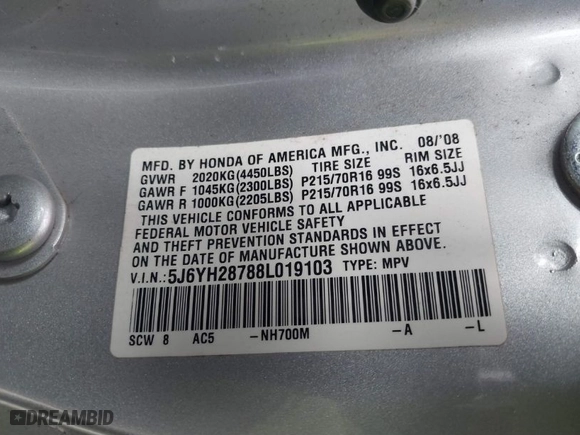 MFD. BY HONDA OF AMERICA MFG., INC. 08/'08
GVWR 2020KG(4450LBS) TIRE SIZE RIM SIZE
GAWR F 1045KG(2300LBS) P215/70R16 99S 16x6.5JJ
GAWR R 1000KG(2205LBS) P215/70R16 99S 16x6.5JJ
THIS VEHICLE CONFORMS TO ALL APPLICABLE
FEDERAL MOTOR VEHICLE SAFETY
AND THEFT PREVENTION STANDARDS IN EFFECT
ON THE DATE OF MANUFACTURE SHOWN ABOVE.
V.I.N.:5J6YH28788L019103 TYPE: MPV
SCW 8 AC5 -NH700M -A -L
DREAMBID